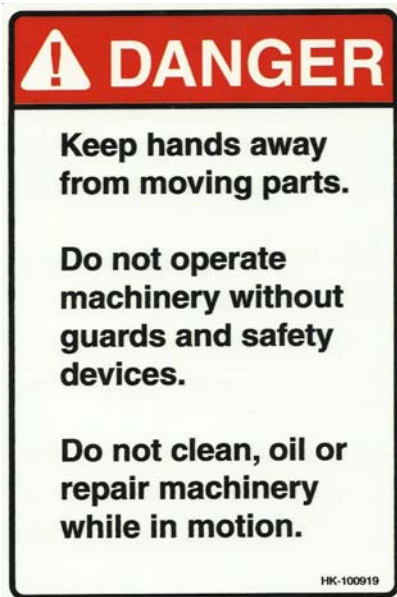 DANGER
Keep hands away
from moving parts.
Do not operate
machinery without
guards and safety
devices.
Do not clean, oil or
repair machinery
while in motion.
HK-100919